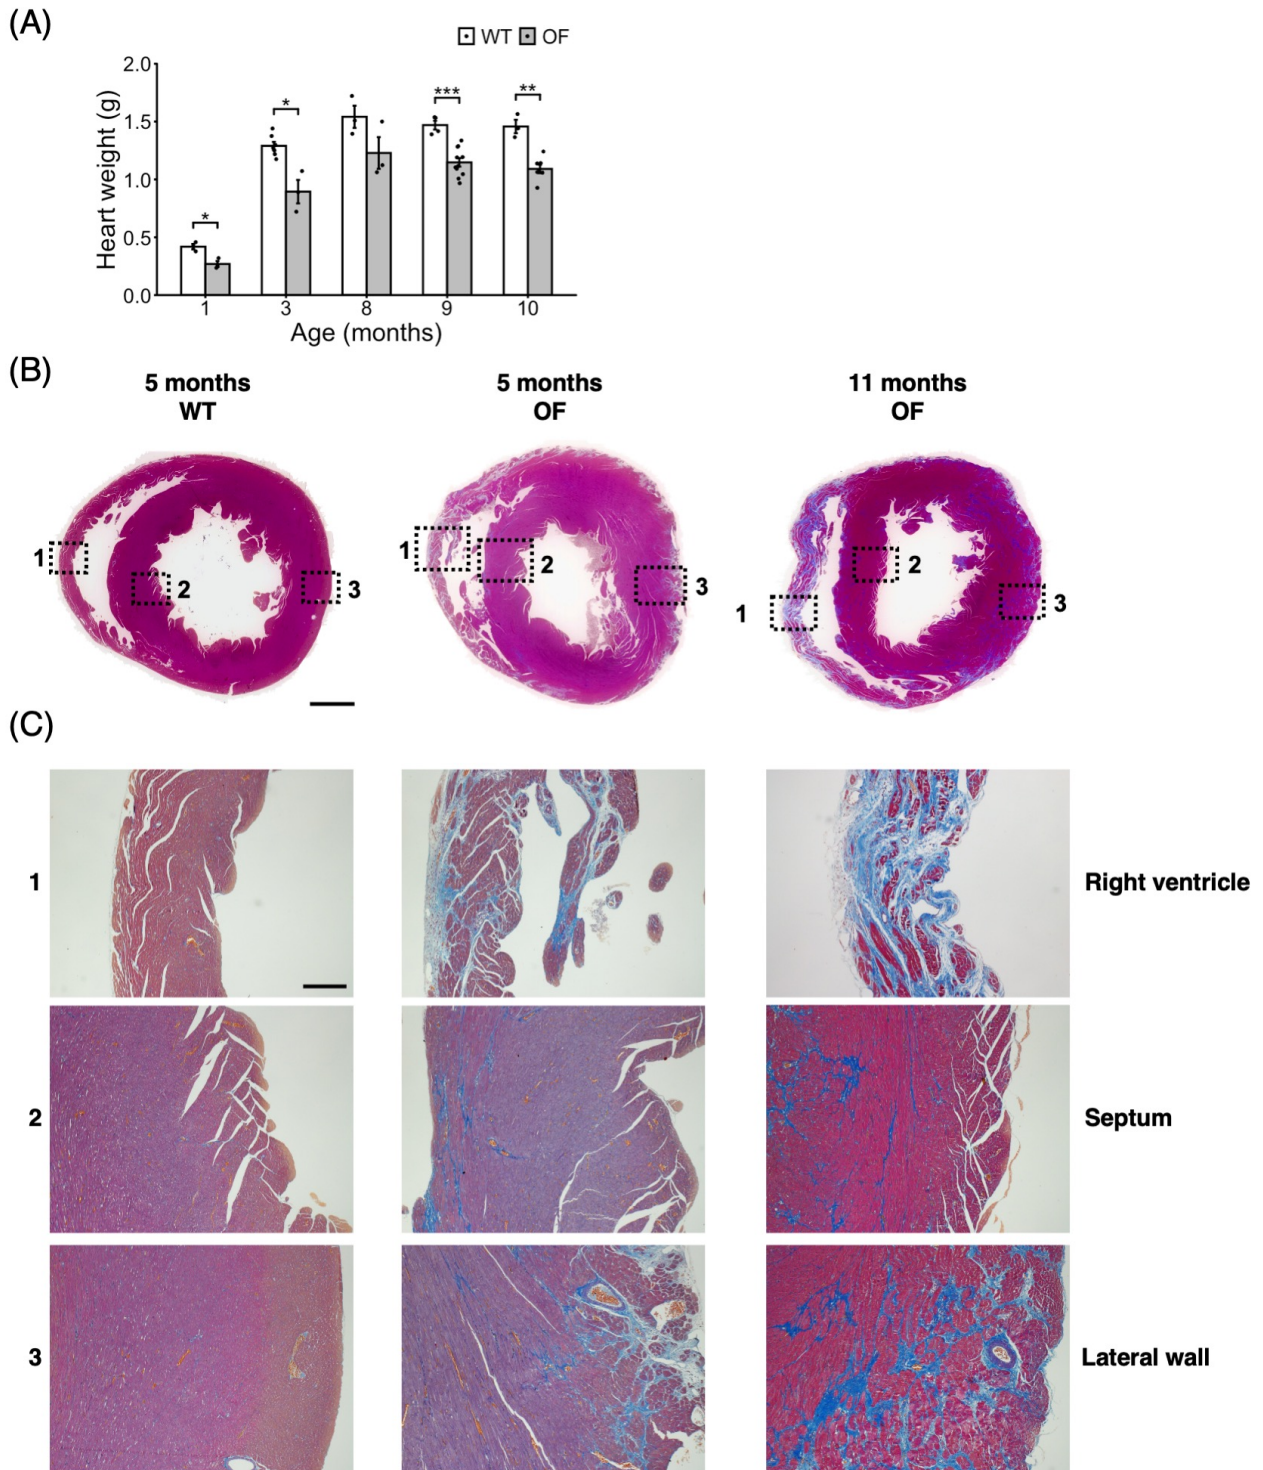 (A)
WT OF
2.0
1.5
1.0
0.5
0.0
Heart weight (g)
* * *** **
1 3 8 9 10
Age (months)
(B)
5 months 5 months 11 months
WT OF OF
1 2 3
1 2 3
1 2 3
(C)
1 Right ventricle
2 Septum
3 Lateral wall